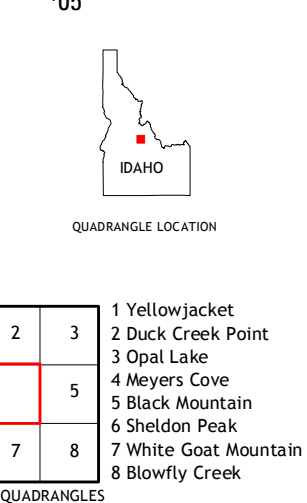 '05
IDAHO
QUADRANGLE LOCATION
2 3
5
7 8
1 Yellowjacket
2 Duck Creek Point
3 Opal Lake
4 Meyers Cove
5 Black Mountain
6 Sheldon Peak
7 White Goat Mountain
8 Blowfly Creek
QUADRANGLES